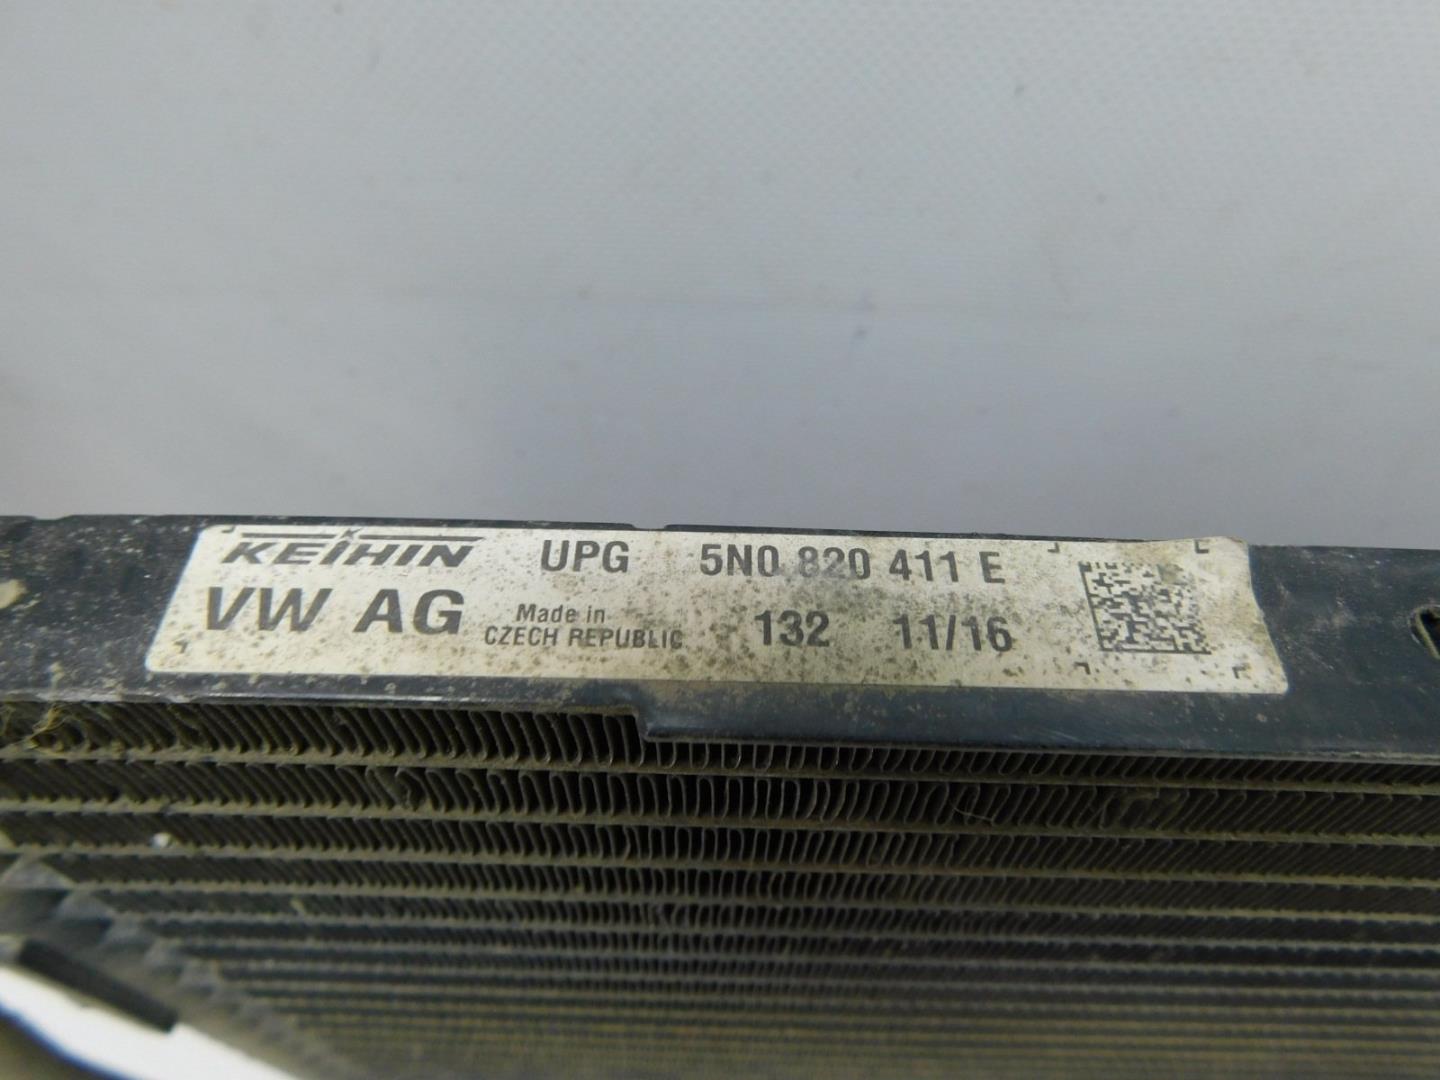 KEIHIN UPG 5N0 820 411 E
VW AG Made in 132 11/16
CZECH REPUBLIC